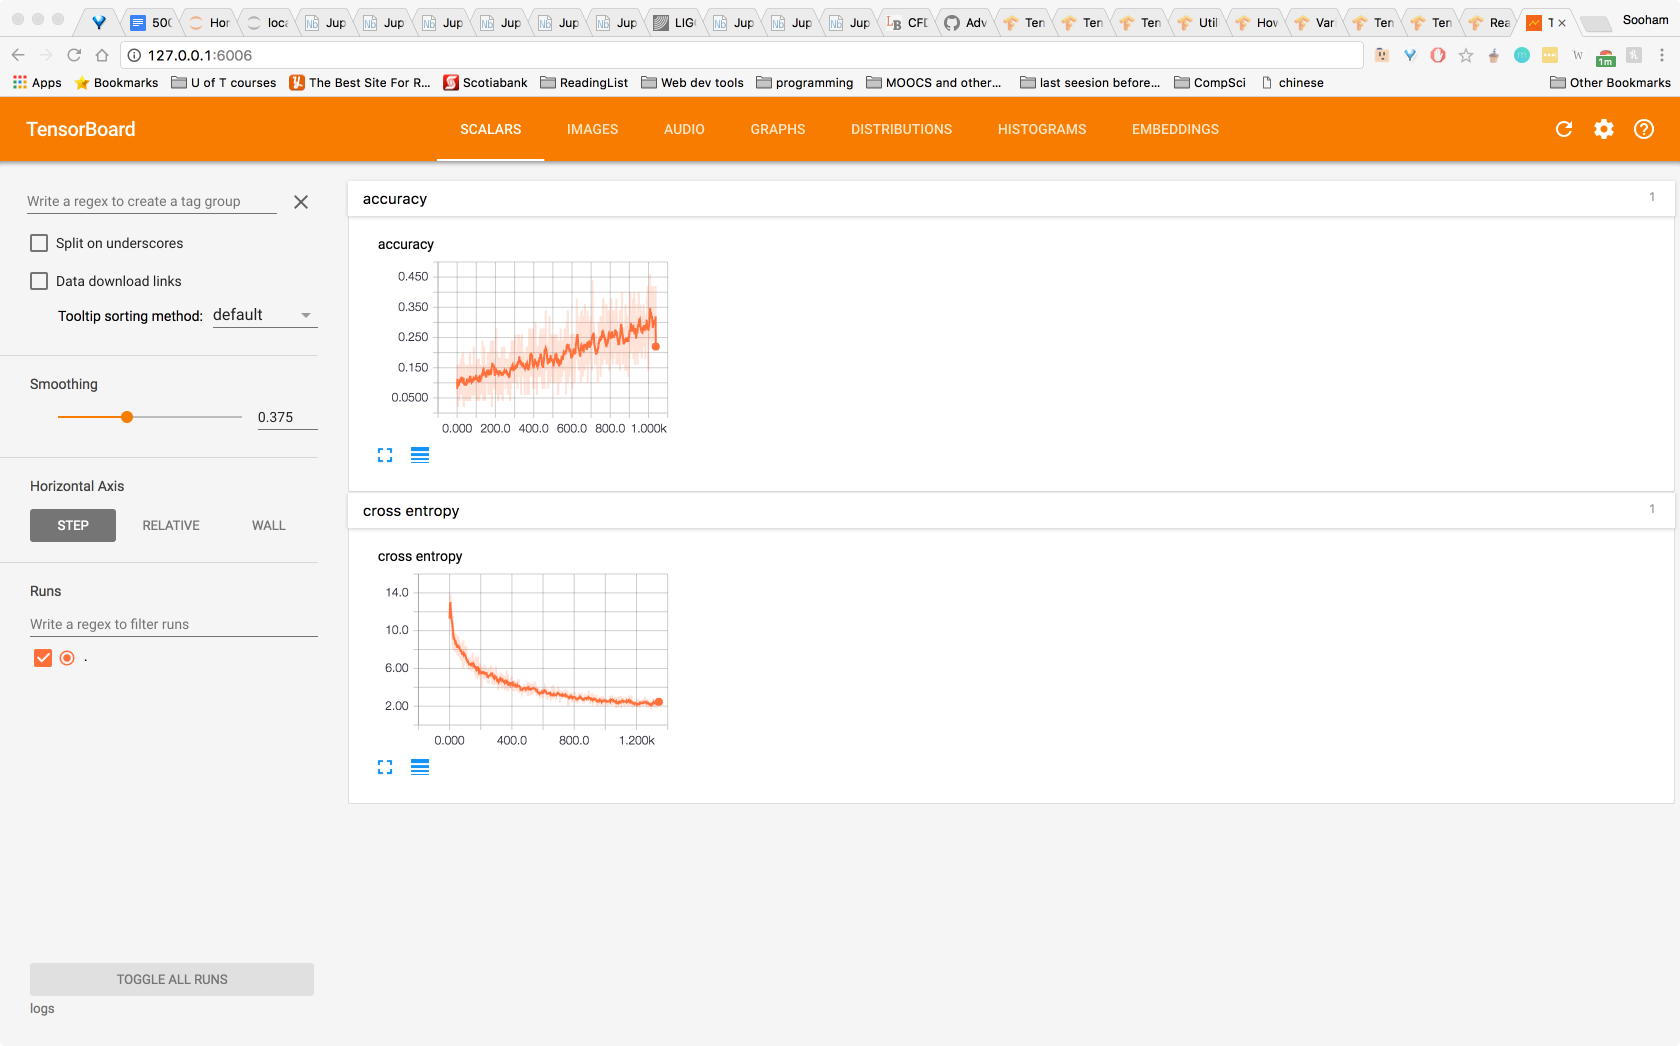 500 Hor loca Jup Jup Jup Jup Jup Jup LIG Jup Jup Jup CFD Adv Ten Ten Ten Util Hov Var Ten Ten Rea T Sooham
127.0.0.1:6006
Apps Bookmarks U of T courses The Best Site For R... Scotiabank ReadingList Web dev tools programming MOOCS and other... last seesion before... CompSci chinese Other Bookmarks
TensorBoard SCALARS IMAGES AUDIO GRAPHS DISTRIBUTIONS HISTOGRAMS EMBEDDINGS
Write a regex to create a tag group
Split on underscores
Data download links
Tooltip sorting method: default
Smoothing
0.375
Horizontal Axis
STEP RELATIVE WALL
Runs
Write a regex to filter runs
.
TOGGLE ALL RUNS
logs
accuracy 1
accuracy
0.450
0.350
0.250
0.150
0.0500
0.000 200.0 400.0 600.0 800.0 1.000k
cross entropy 1
cross entropy
14.0
10.0
6.00
2.00
0.000 400.0 800.0 1.200k